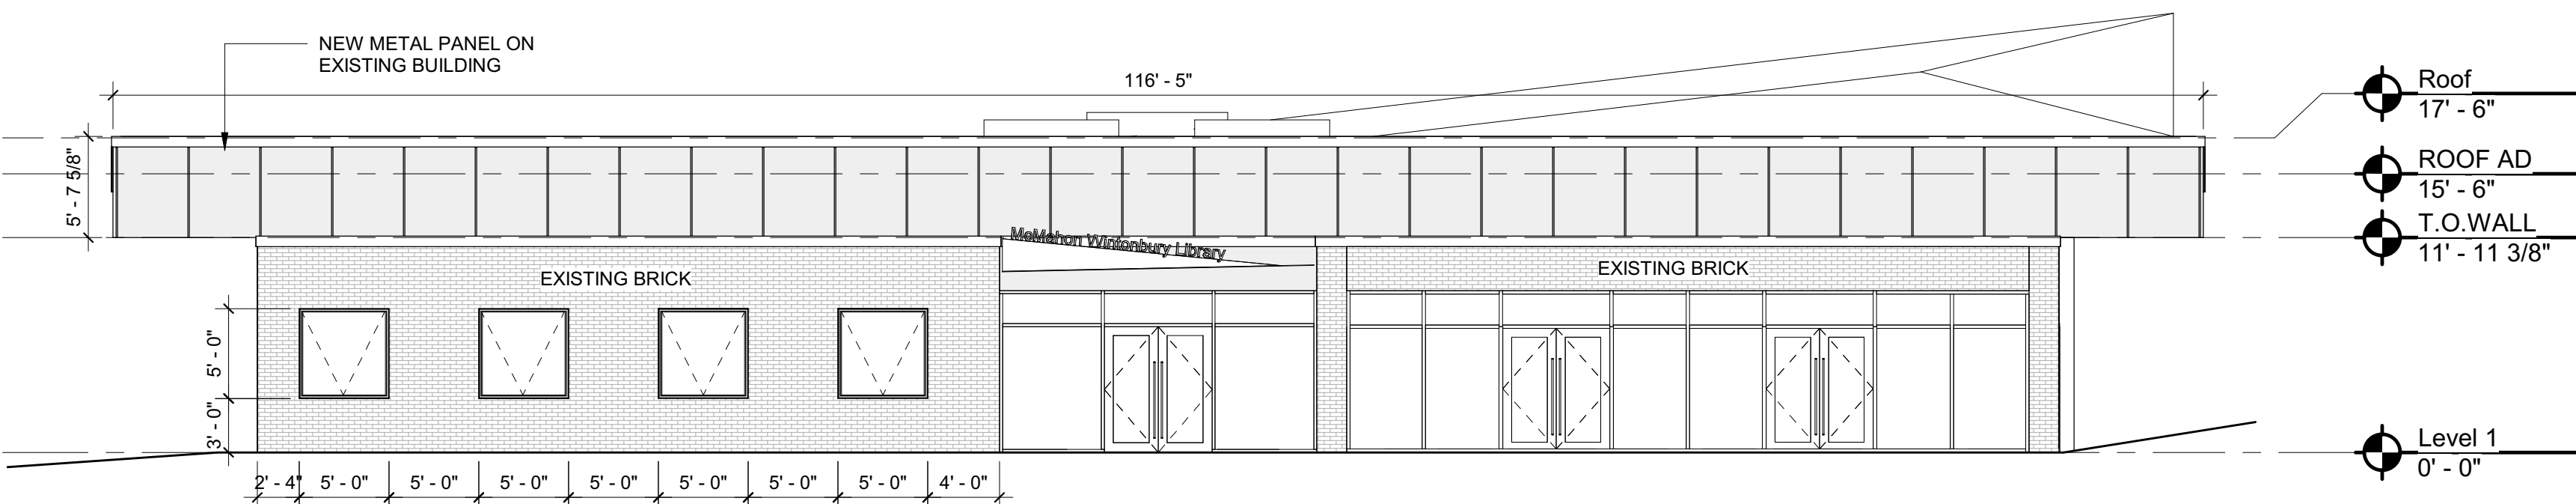 NEW METAL PANEL ON
EXISTING BUILDING
116' - 5"
Roof
17' - 6"
ROOF AD
15' - 6"
T.O.WALL
11' - 11 3/8"
5' - 7 5/8"
McMahon Wintonbury Library
EXISTING BRICK
EXISTING BRICK
5' - 0"
3' - 0"
Level 1
0' - 0"
2' - 4" 5' - 0" 5' - 0" 5' - 0" 5' - 0" 5' - 0" 5' - 0" 5' - 0" 4' - 0"